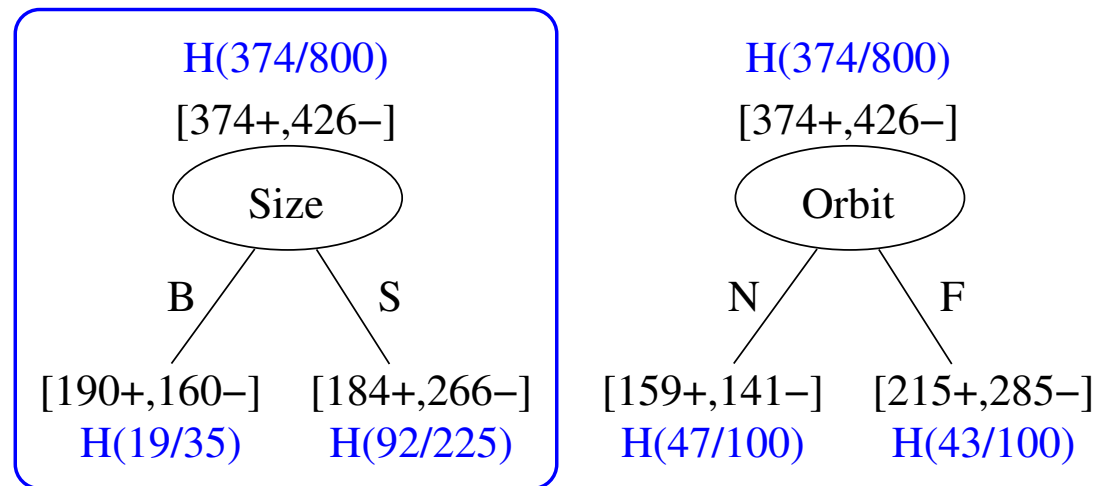 H(374/800)
[374+,426−]
Size
B
S
[190+,160−]
[184+,266−]
H(19/35)
H(92/225)
H(374/800)
[374+,426−]
Orbit
N
F
[159+,141−]
[215+,285−]
H(47/100)
H(43/100)